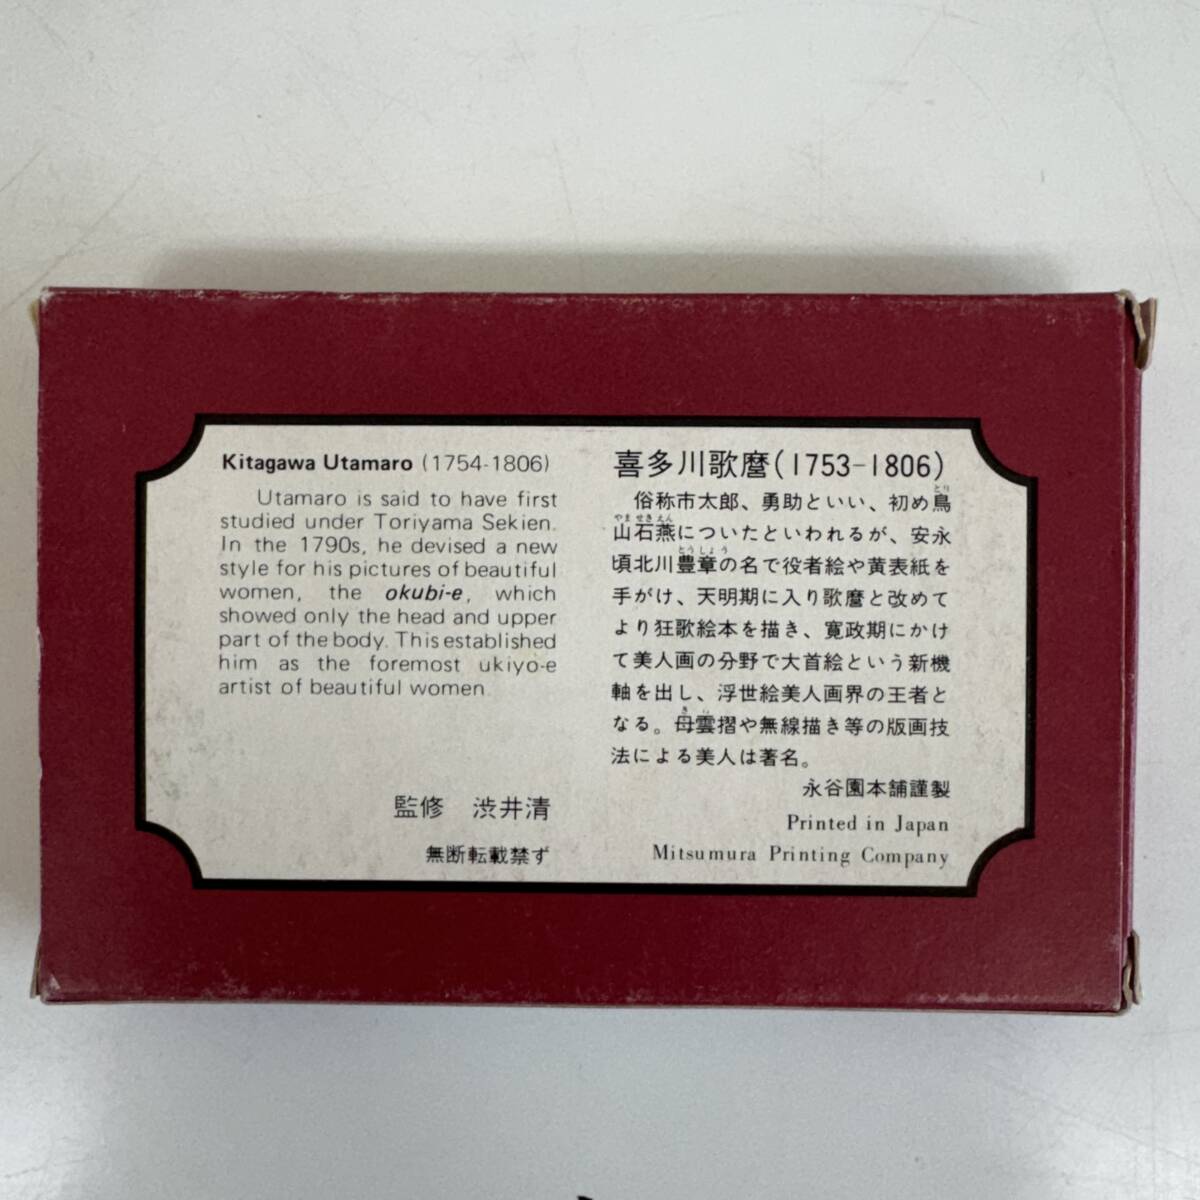 Kitagawa Utamaro (1754-1806)
Utamaro is said to have first
studied under Toriyama Sekien.
In the 1790s, he devised a new
style for his pictures of beautiful
women, the okubi-e, which
showed only the head and upper
part of the body. This established
him as the foremost ukiyo-e
artist of beautiful women.
監修 渋井清
無断転載禁ず
喜多川歌麿(1753-1806)
俗称市太郎、勇助といい、初め鳥
山石燕についたといわれるが、安永
頃北川豊章の名で役者絵や黄表紙を
手がけ、天明期に入り歌麿と改めて
より狂歌絵本を描き、寛政期にかけ
て美人画の分野で大首絵という新機
軸を出し、浮世絵美人画界の王者と
なる。母雲摺や無線描き等の版画技
法による美人は著名。
永谷園本舗謹製
Printed in Japan
Mitsumura Printing Company